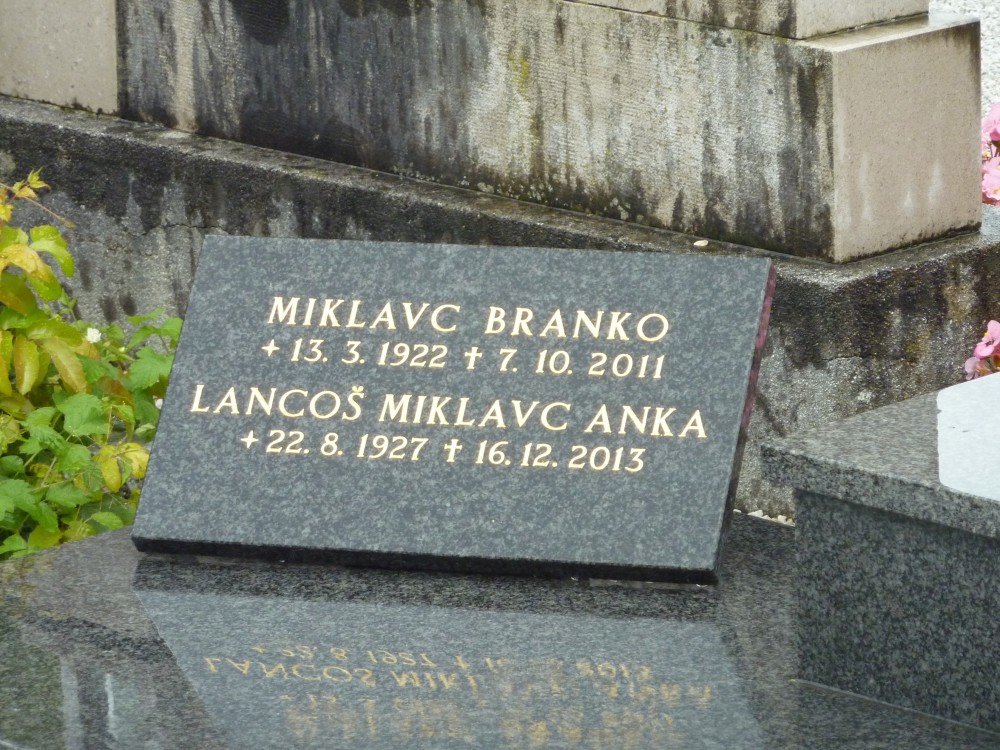 MIKLAVC BRANKO
+ 13. 3. 1922 ✝ 7. 10. 2011
LANCOŠ MIKLAVC ANKA
+ 22. 8. 1927 ✝ 16. 12. 2013